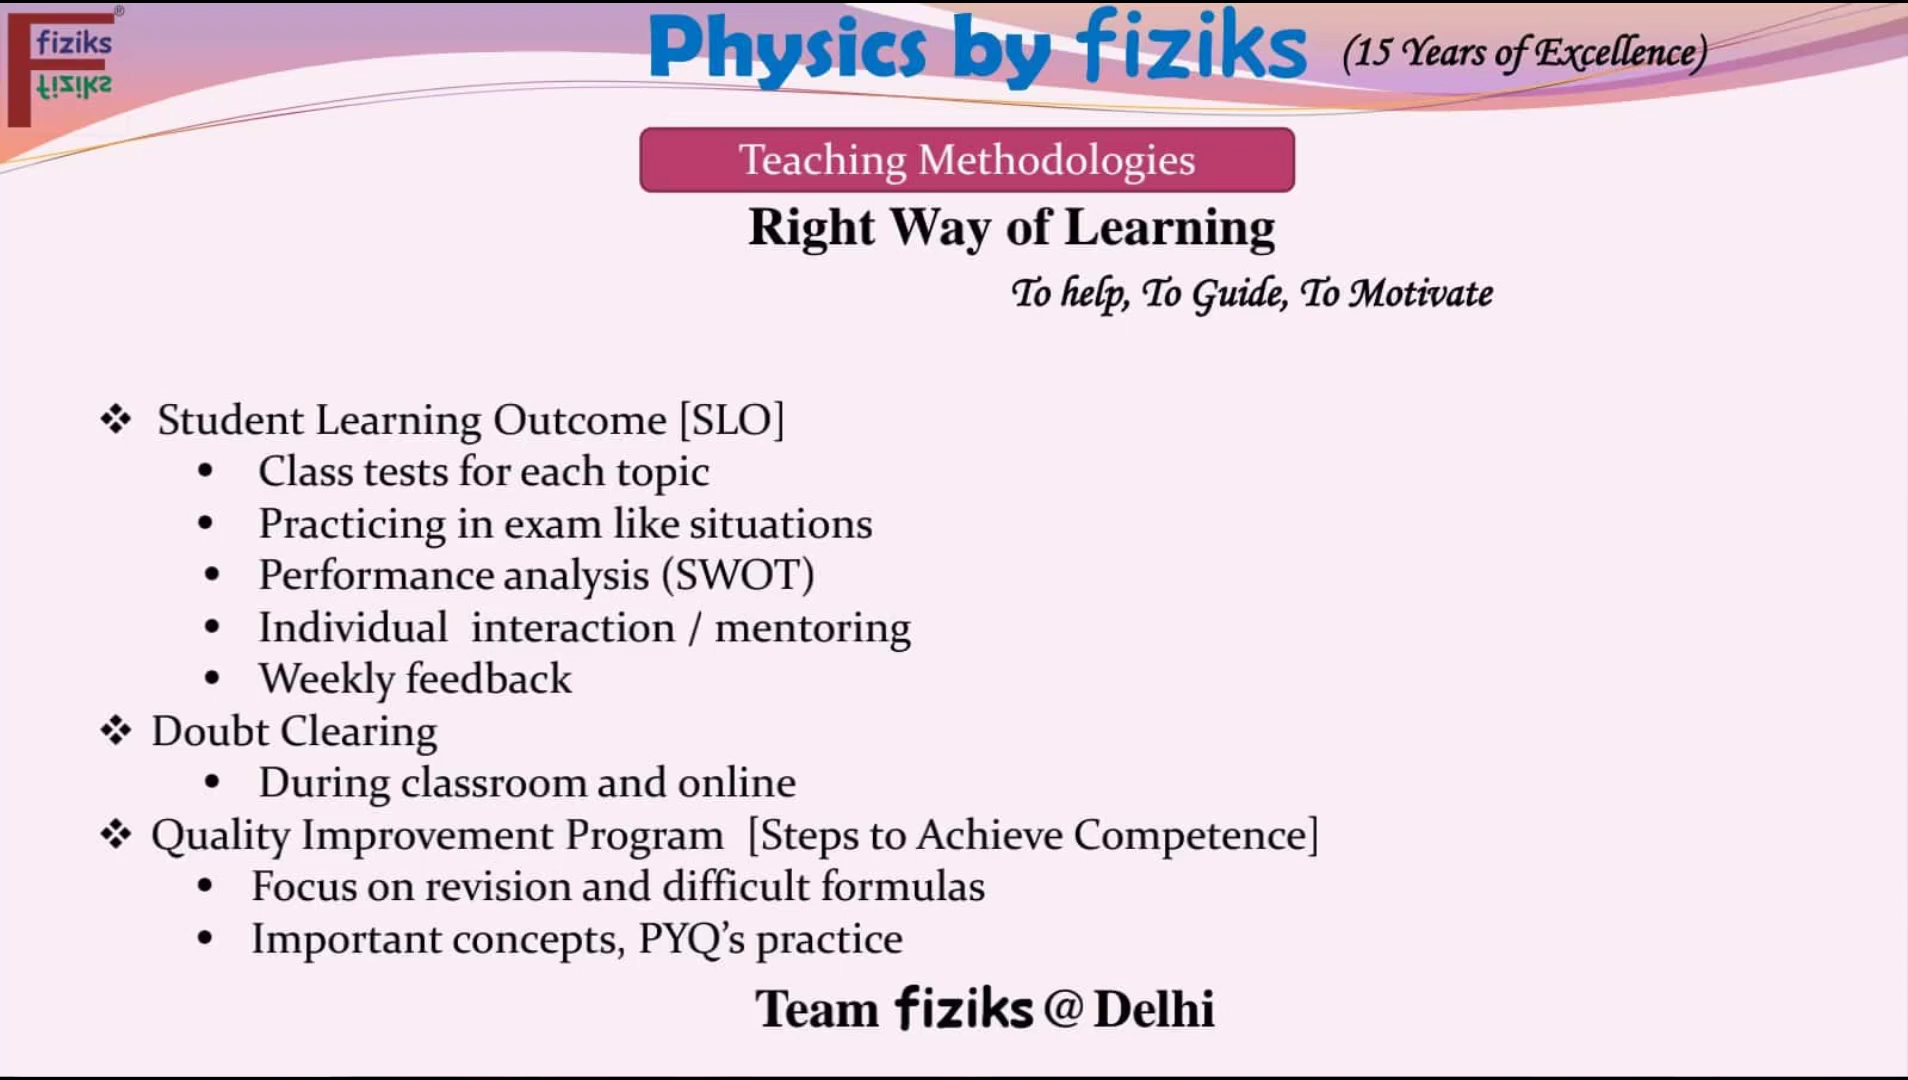 fiziks
fiziks
Physics by fiziks (15 Years of Excellence)
Teaching Methodologies
Right Way of Learning
To help, To Guide, To Motivate
❖ Student Learning Outcome [SLO]
• Class tests for each topic
• Practicing in exam like situations
• Performance analysis (SWOT)
• Individual interaction / mentoring
• Weekly feedback
❖ Doubt Clearing
• During classroom and online
❖ Quality Improvement Program [Steps to Achieve Competence]
• Focus on revision and difficult formulas
• Important concepts, PYQ’s practice
Team fiziks @ Delhi